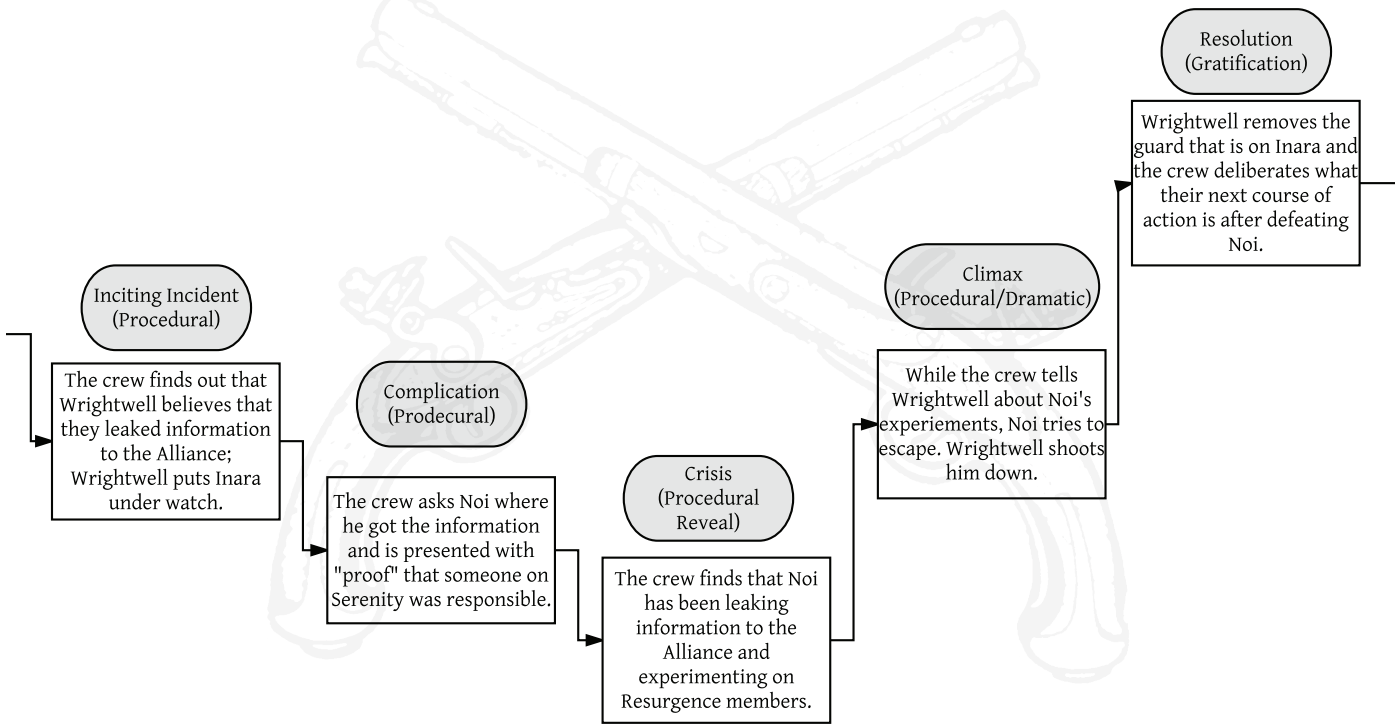 Inciting Incident
(Procedural)
The crew finds out that
Wrightwell believes that
they leaked information
to the Alliance;
Wrightwell puts Inara
under watch.
Complication
(Prodecural)
The crew asks Noi where
he got the information
and is presented with
"proof" that someone on
Serenity was responsible.
Crisis
(Procedural
Reveal)
The crew finds that Noi
has been leaking
information to the
Alliance and
experimenting on
Resurgence members.
Climax
(Procedural/Dramatic)
While the crew tells
Wrightwell about Noi's
experiements, Noi tries to
escape. Wrightwell shoots
him down.
Resolution
(Gratification)
Wrightwell removes the
guard that is on Inara and
the crew deliberates what
their next course of
action is after defeating
Noi.